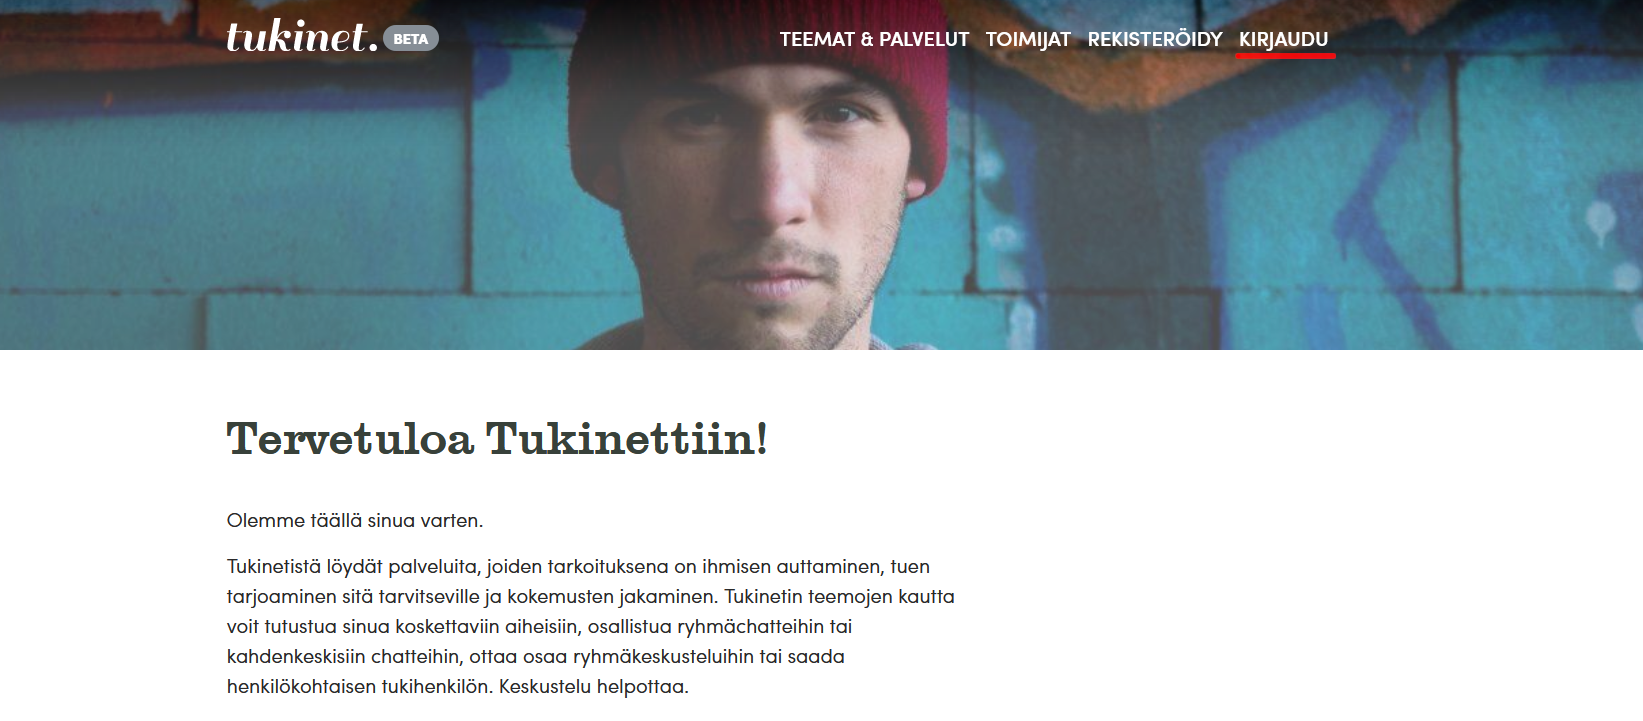 tukinet. BETA
TEEMAT & PALVELUT TOIMIJAT REKISTERÖIDY KIRJAUDU
Tervetuloa Tukinettiin!
Olemme täällä sinua varten.
Tukinetistä löydät palveluita, joiden tarkoituksena on ihmisen auttaminen, tuen
tarjoaminen sitä tarvitseville ja kokemusten jakaminen. Tukinetin teemojen kautta
voit tutustua sinua koskettaviin aiheisiin, osallistua ryhmächatteihin tai
kahdenkeskisiin chatteihin, ottaa osaa ryhmäkeskusteluihin tai saada
henkilökohtaisen tukihenkilön. Keskustelu helpottaa.